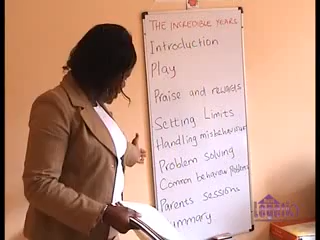 THE INCREDIBLE YEARS
Introduction
Play
Praise and rewards
Setting Limits
Handling misbehaviour
Problem solving
Common behaviour Problems
Parents sessions
Summary